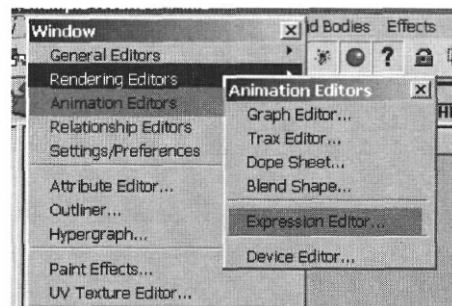 Window
General Editors
Rendering Editors
Animation Editors
Relationship Editors
Settings/Preferences
Attribute Editor...
Outliner...
Hypergraph...
Paint Effects...
UV Texture Editor...
d Bodies Effects
?
Animation Editors
Graph Editor...
Trax Editor...
Dope Sheet...
Blend Shape...
Expression Editor...
Device Editor...